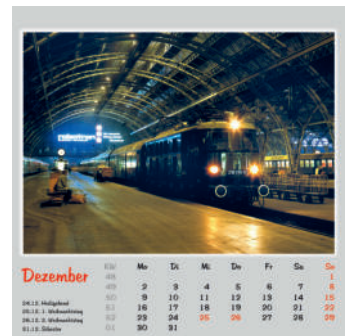 Dezember
24.12. Heiligabend
25.12. 1. Weihnachtstag
26.12. 2. Weihnachtstag
31.12. Silvester
KW Mo Di Mi Do Fr Sa So
48 1
49 2 3 4 5 6 7 8
50 9 10 11 12 13 14 15
51 16 17 18 19 20 21 22
52 23 24 25 26 27 28 29
01 30 31